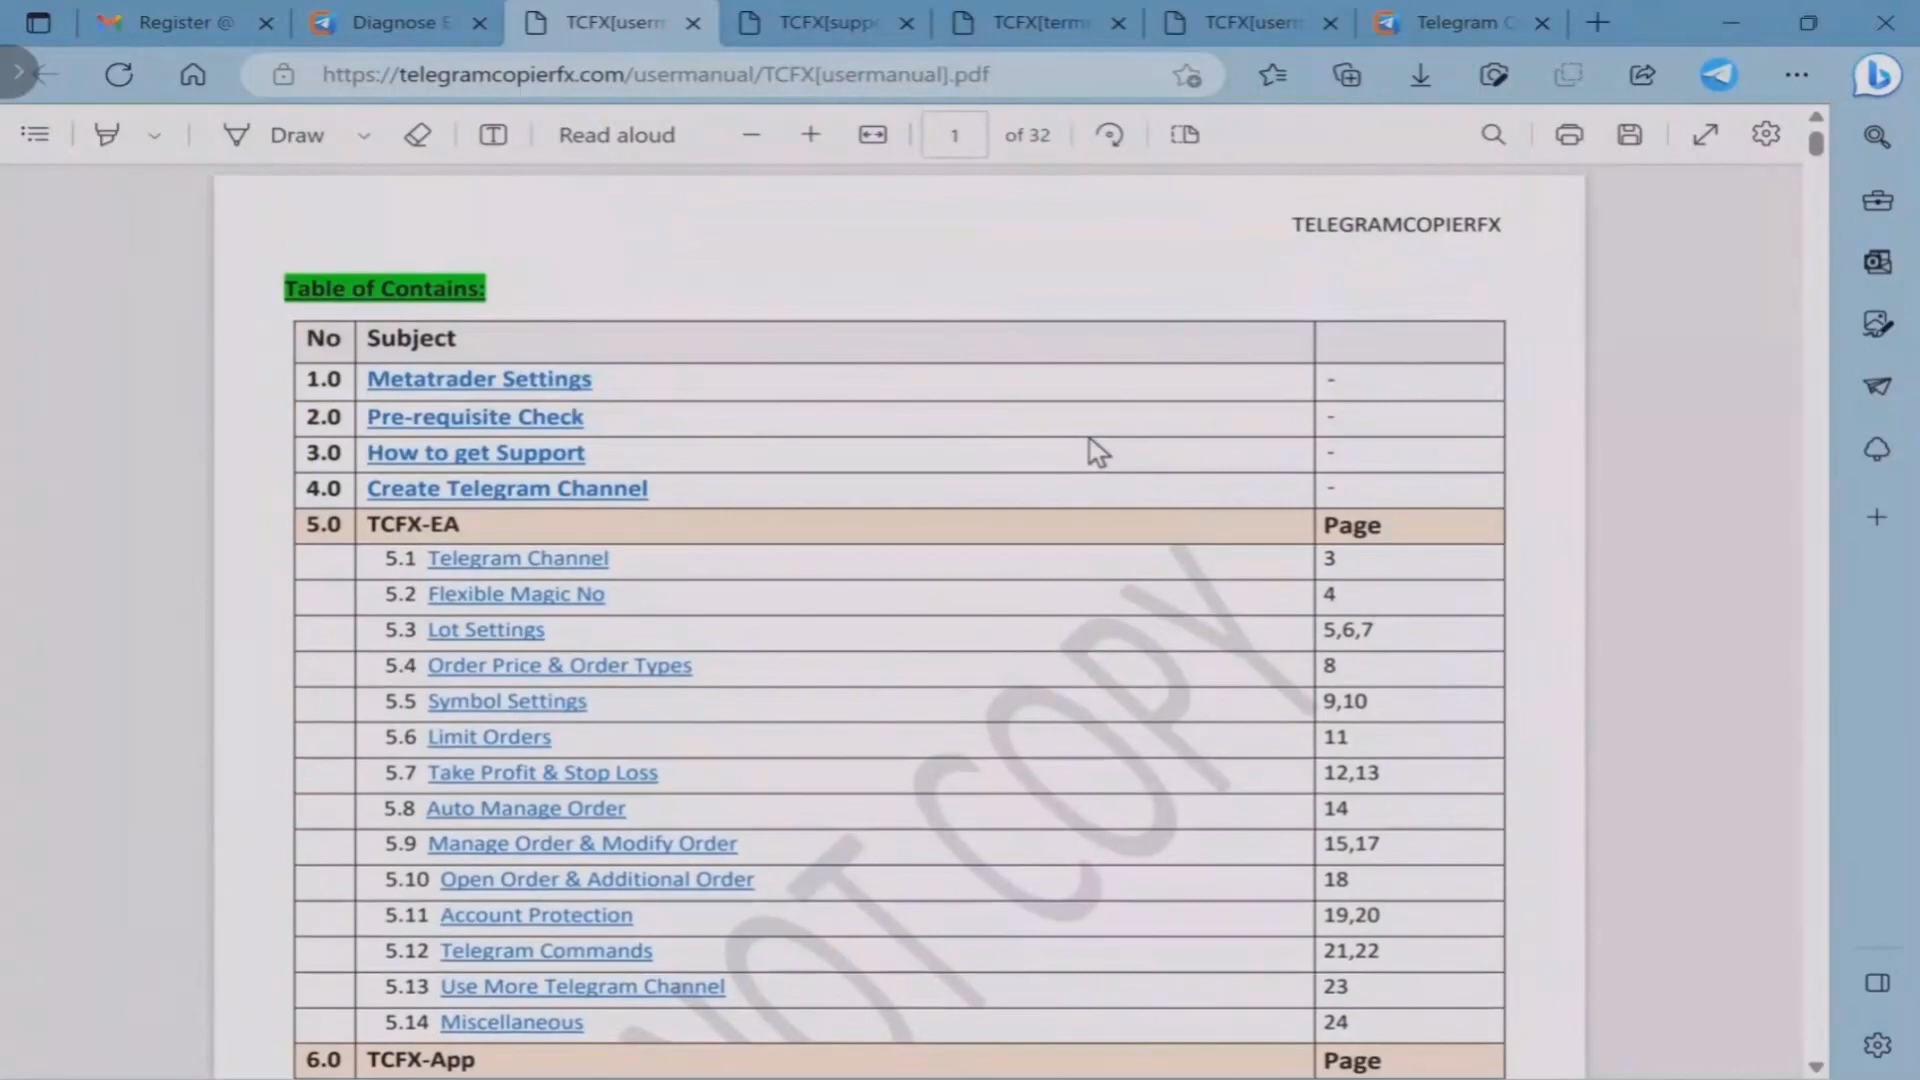 Register @
Diagnose E
TCFX[userm
TCFX[supp
TCFX[term
TCFX[userm
Telegram C
https://telegramcopierfx.com/usermanual/TCFX[usermanual].pdf
Draw
Read aloud
1
of 32
TELEGRAMCOPIERFX
Table of Contains:
No Subject
1.0 Metatrader Settings -
2.0 Pre-requisite Check -
3.0 How to get Support -
4.0 Create Telegram Channel -
5.0 TCFX-EA Page
5.1 Telegram Channel 3
5.2 Flexible Magic No 4
5.3 Lot Settings 5,6,7
5.4 Order Price & Order Types 8
5.5 Symbol Settings 9,10
5.6 Limit Orders 11
5.7 Take Profit & Stop Loss 12,13
5.8 Auto Manage Order 14
5.9 Manage Order & Modify Order 15,17
5.10 Open Order & Additional Order 18
5.11 Account Protection 19,20
5.12 Telegram Commands 21,22
5.13 Use More Telegram Channel 23
5.14 Miscellaneous 24
6.0 TCFX-App Page
NOT COPY